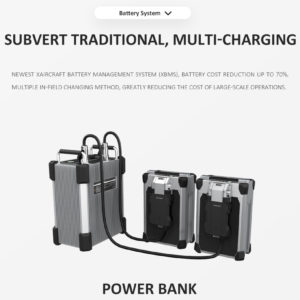 Battery System
SUBVERT TRADITIONAL, MULTI-CHARGING
NEWEST XAIRCRAFT BATTERY MANAGEMENT SYSTEM (XBMS), BATTERY COST REDUCTION UP TO 70%,
MULTIPLE IN-FIELD CHANGING METHOD, GREATLY REDUCING THE COST OF LARGE-SCALE OPERATIONS.
POWER BANK